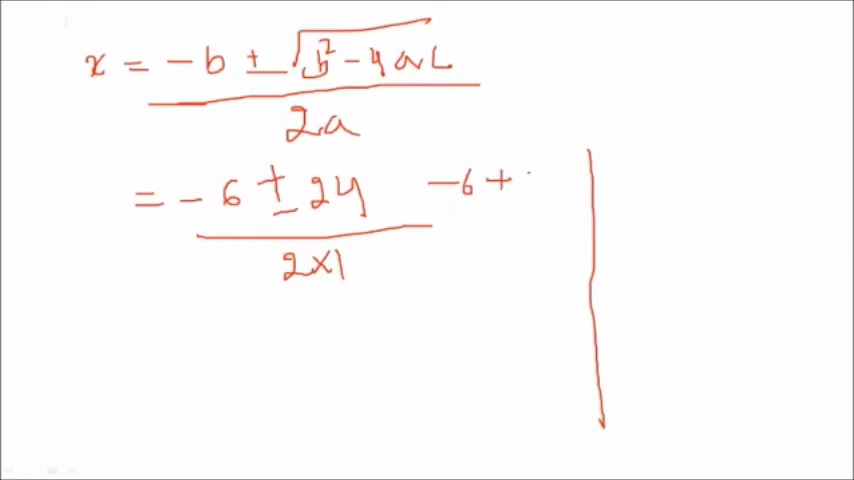 x = -b ± √b² - 4ac
2a
= -6 ± 24 -6 +
2×1